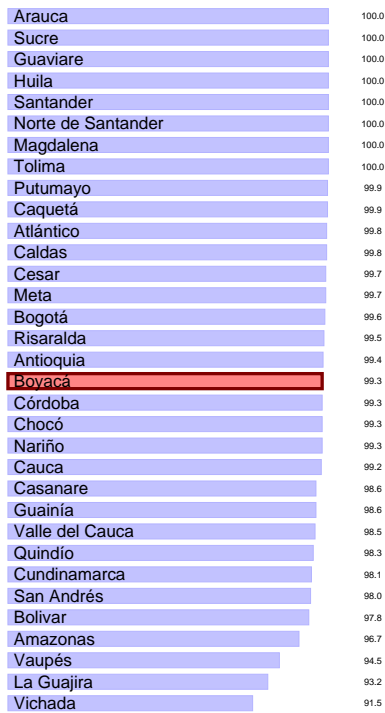 Arauca 100.0
Sucre 100.0
Guaviare 100.0
Huila 100.0
Santander 100.0
Norte de Santander 100.0
Magdalena 100.0
Tolima 100.0
Putumayo 99.9
Caquetá 99.9
Atlántico 99.8
Caldas 99.8
Cesar 99.7
Meta 99.7
Bogotá 99.6
Risaralda 99.5
Antioquia 99.4
Boyacá 99.3
Córdoba 99.3
Chocó 99.3
Nariño 99.3
Cauca 99.2
Casanare 98.6
Guainía 98.6
Valle del Cauca 98.5
Quindío 98.3
Cundinamarca 98.1
San Andrés 98.0
Bolivar 97.8
Amazonas 96.7
Vaupés 94.5
La Guajira 93.2
Vichada 91.5